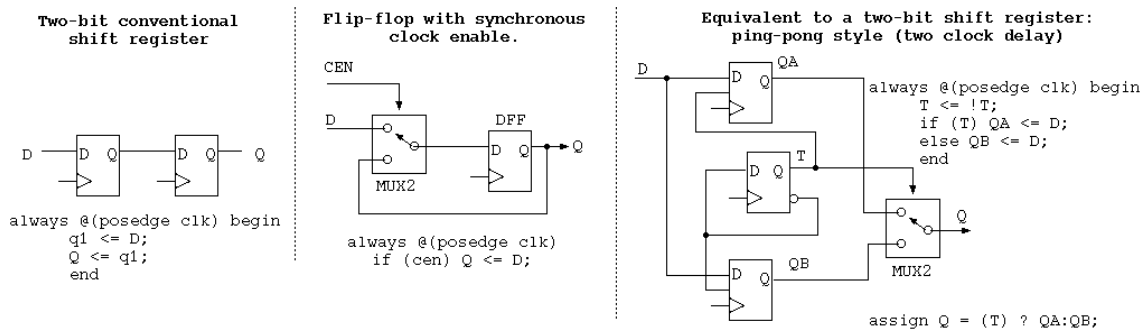 Two-bit conventional
shift register
D
D Q
D Q
Q
always @(posedge clk) begin
q1 <= D;
Q <= q1;
end
Flip-flop with synchronous
clock enable.
CEN
D
MUX2
DFF
D
Q
Q
always @(posedge clk)
if (cen) Q <= D;
Equivalent to a two-bit shift register:
ping-pong style (two clock delay)
D
QA
D Q
always @(posedge clk) begin
T <= !T;
if (T) QA <= D;
else QB <= D;
end
T
D Q
Q
MUX2
QB
D Q
assign Q = (T) ? QA:QB;